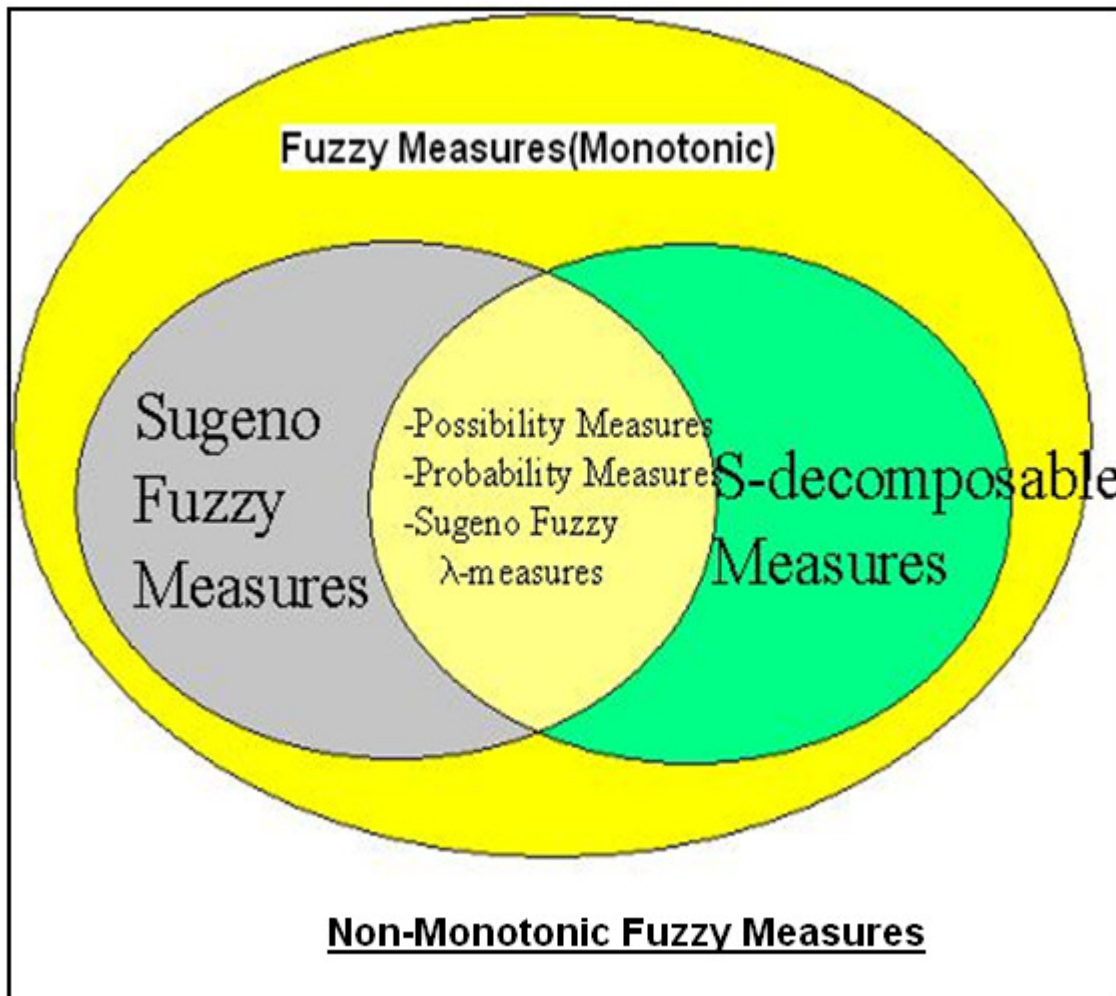 Fuzzy Measures(Monotonic)
Sugeno
Fuzzy
Measures
-Possibility Measures
-Probability Measures
-Sugeno Fuzzy
λ-measures
S-decomposable
Measures
Non-Monotonic Fuzzy Measures